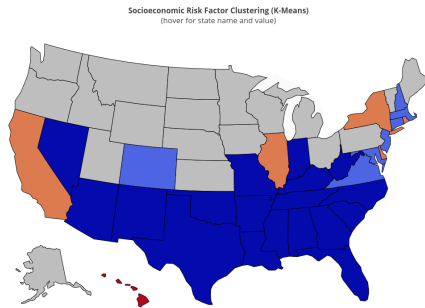 Socioeconomic Risk Factor Clustering (K-Means)
(hover for state name and value)